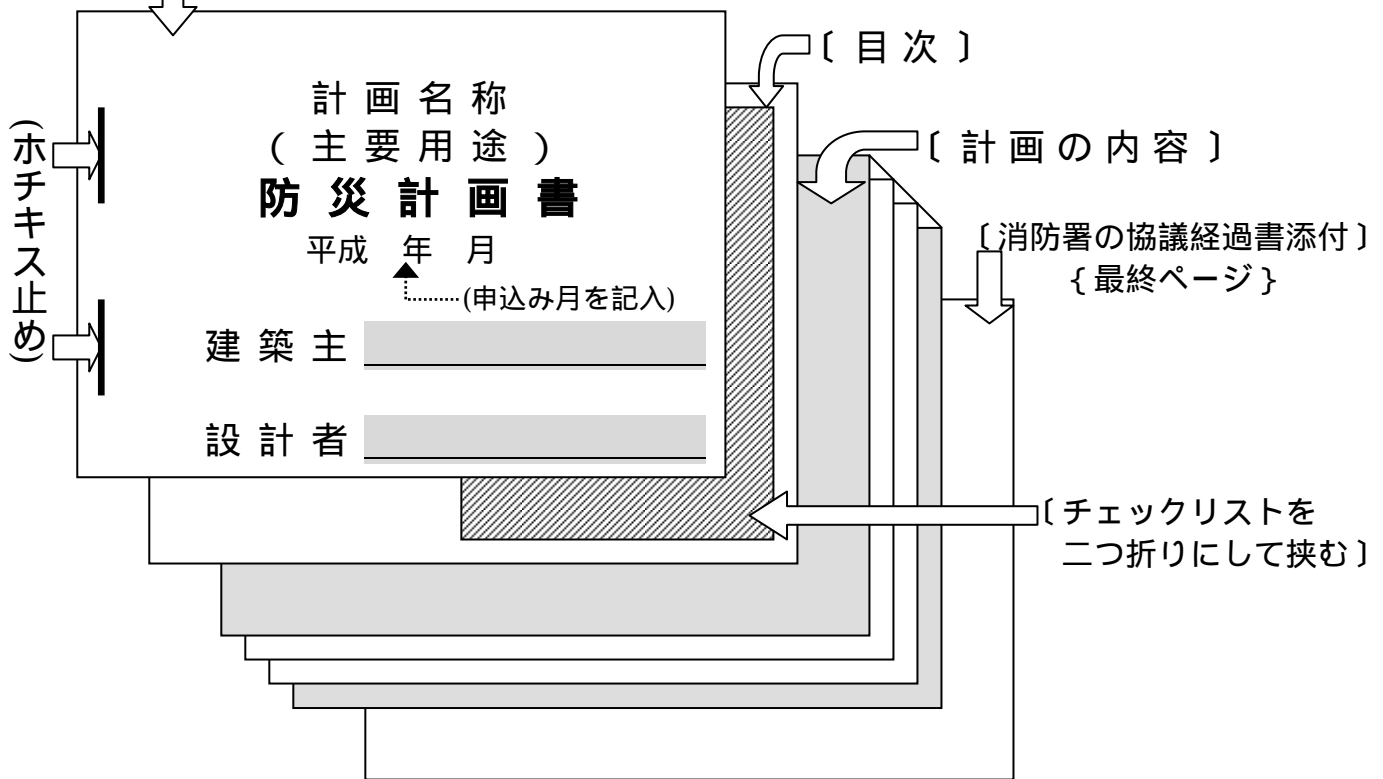 計画名称
(主要用途)
防災計画書
平成　年　月
(申込み月を記入)
建築主
設計者
(ホチキス止め)
〔目次〕
〔計画の内容〕
〔消防署の協議経過書添付〕
{最終ページ}
〔チェックリストを
二つ折りにして挟む〕